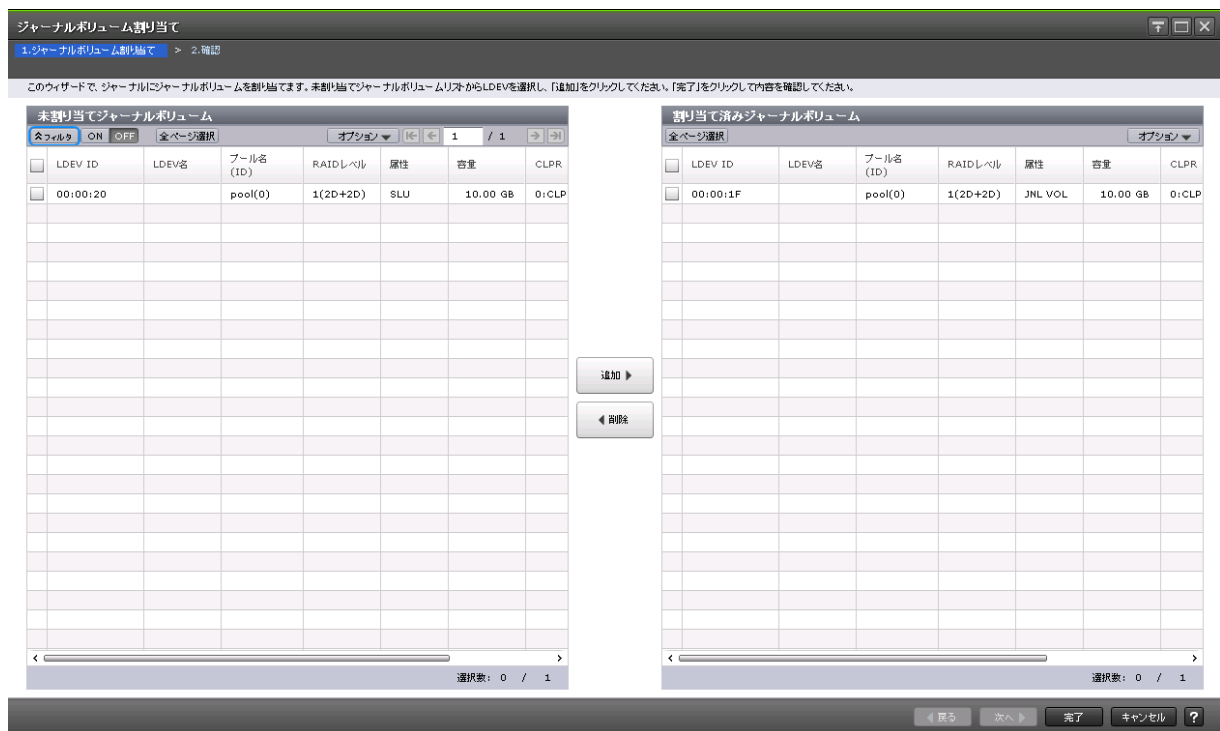 ジャーナルボリューム割り当て
1.ジャーナルボリューム割り当て > 2.確認
このウィザードで、ジャーナルにジャーナルボリュームを割り当てます。未割り当てジャーナルボリュームリストからLDEVを選択し、「追加」をクリックしてください。「完了」をクリックして内容を確認してください。
未割り当てジャーナルボリューム
フィルタ ON OFF 全ページ選択 オプション 1 / 1
LDEV ID LDEV名 プール名 (ID) RAIDレベル 属性 容量 CLPR
00:00:20 pool(0) 1(2D+2D) SLU 10.00 GB 0:CLP
選択数: 0 / 1
追加
削除
割り当て済みジャーナルボリューム
全ページ選択 オプション
LDEV ID LDEV名 プール名 (ID) RAIDレベル 属性 容量 CLPR
00:00:1F pool(0) 1(2D+2D) JNL VOL 10.00 GB 0:CLP
選択数: 0 / 1
戻る 次へ 完了 キャンセル ?